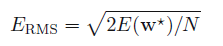 E_RMS = √2E(w⋆)/N